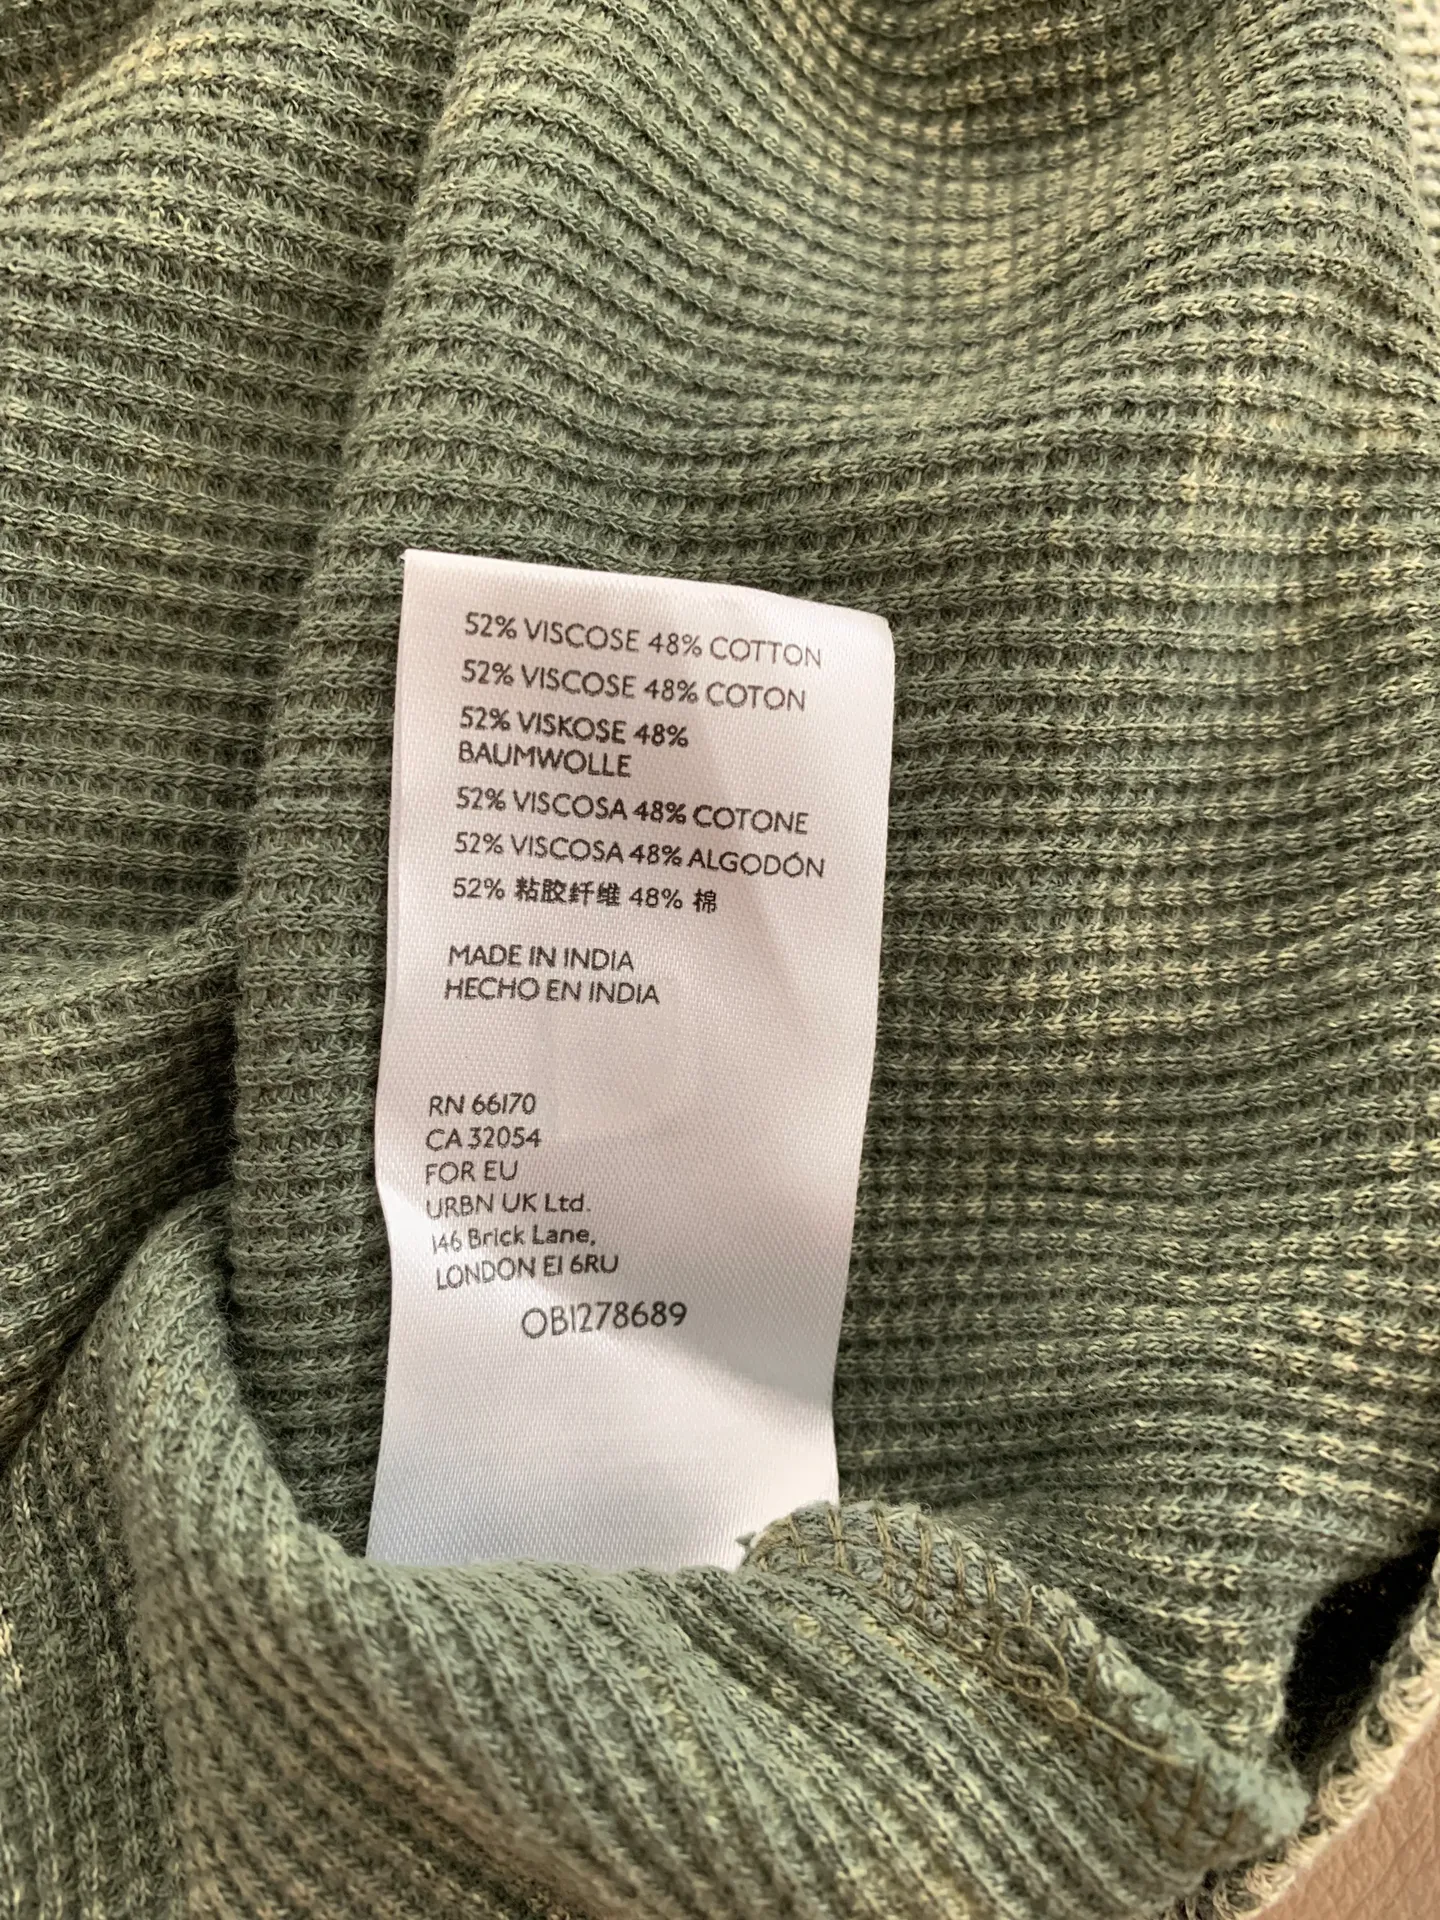 52% VISCOSE 48% COTTON
52% VISCOSE 48% COTON
52% VISKOSE 48%
BAUMWOLLE
52% VISCOSA 48% COTONE
52% VISCOSA 48% ALGODÓN
52% 粘胶纤维 48% 棉
MADE IN INDIA
HECHO EN INDIA
RN 66170
CA 32054
FOR EU
URBN UK Ltd.
146 Brick Lane,
LONDON E1 6RU
OB1278689